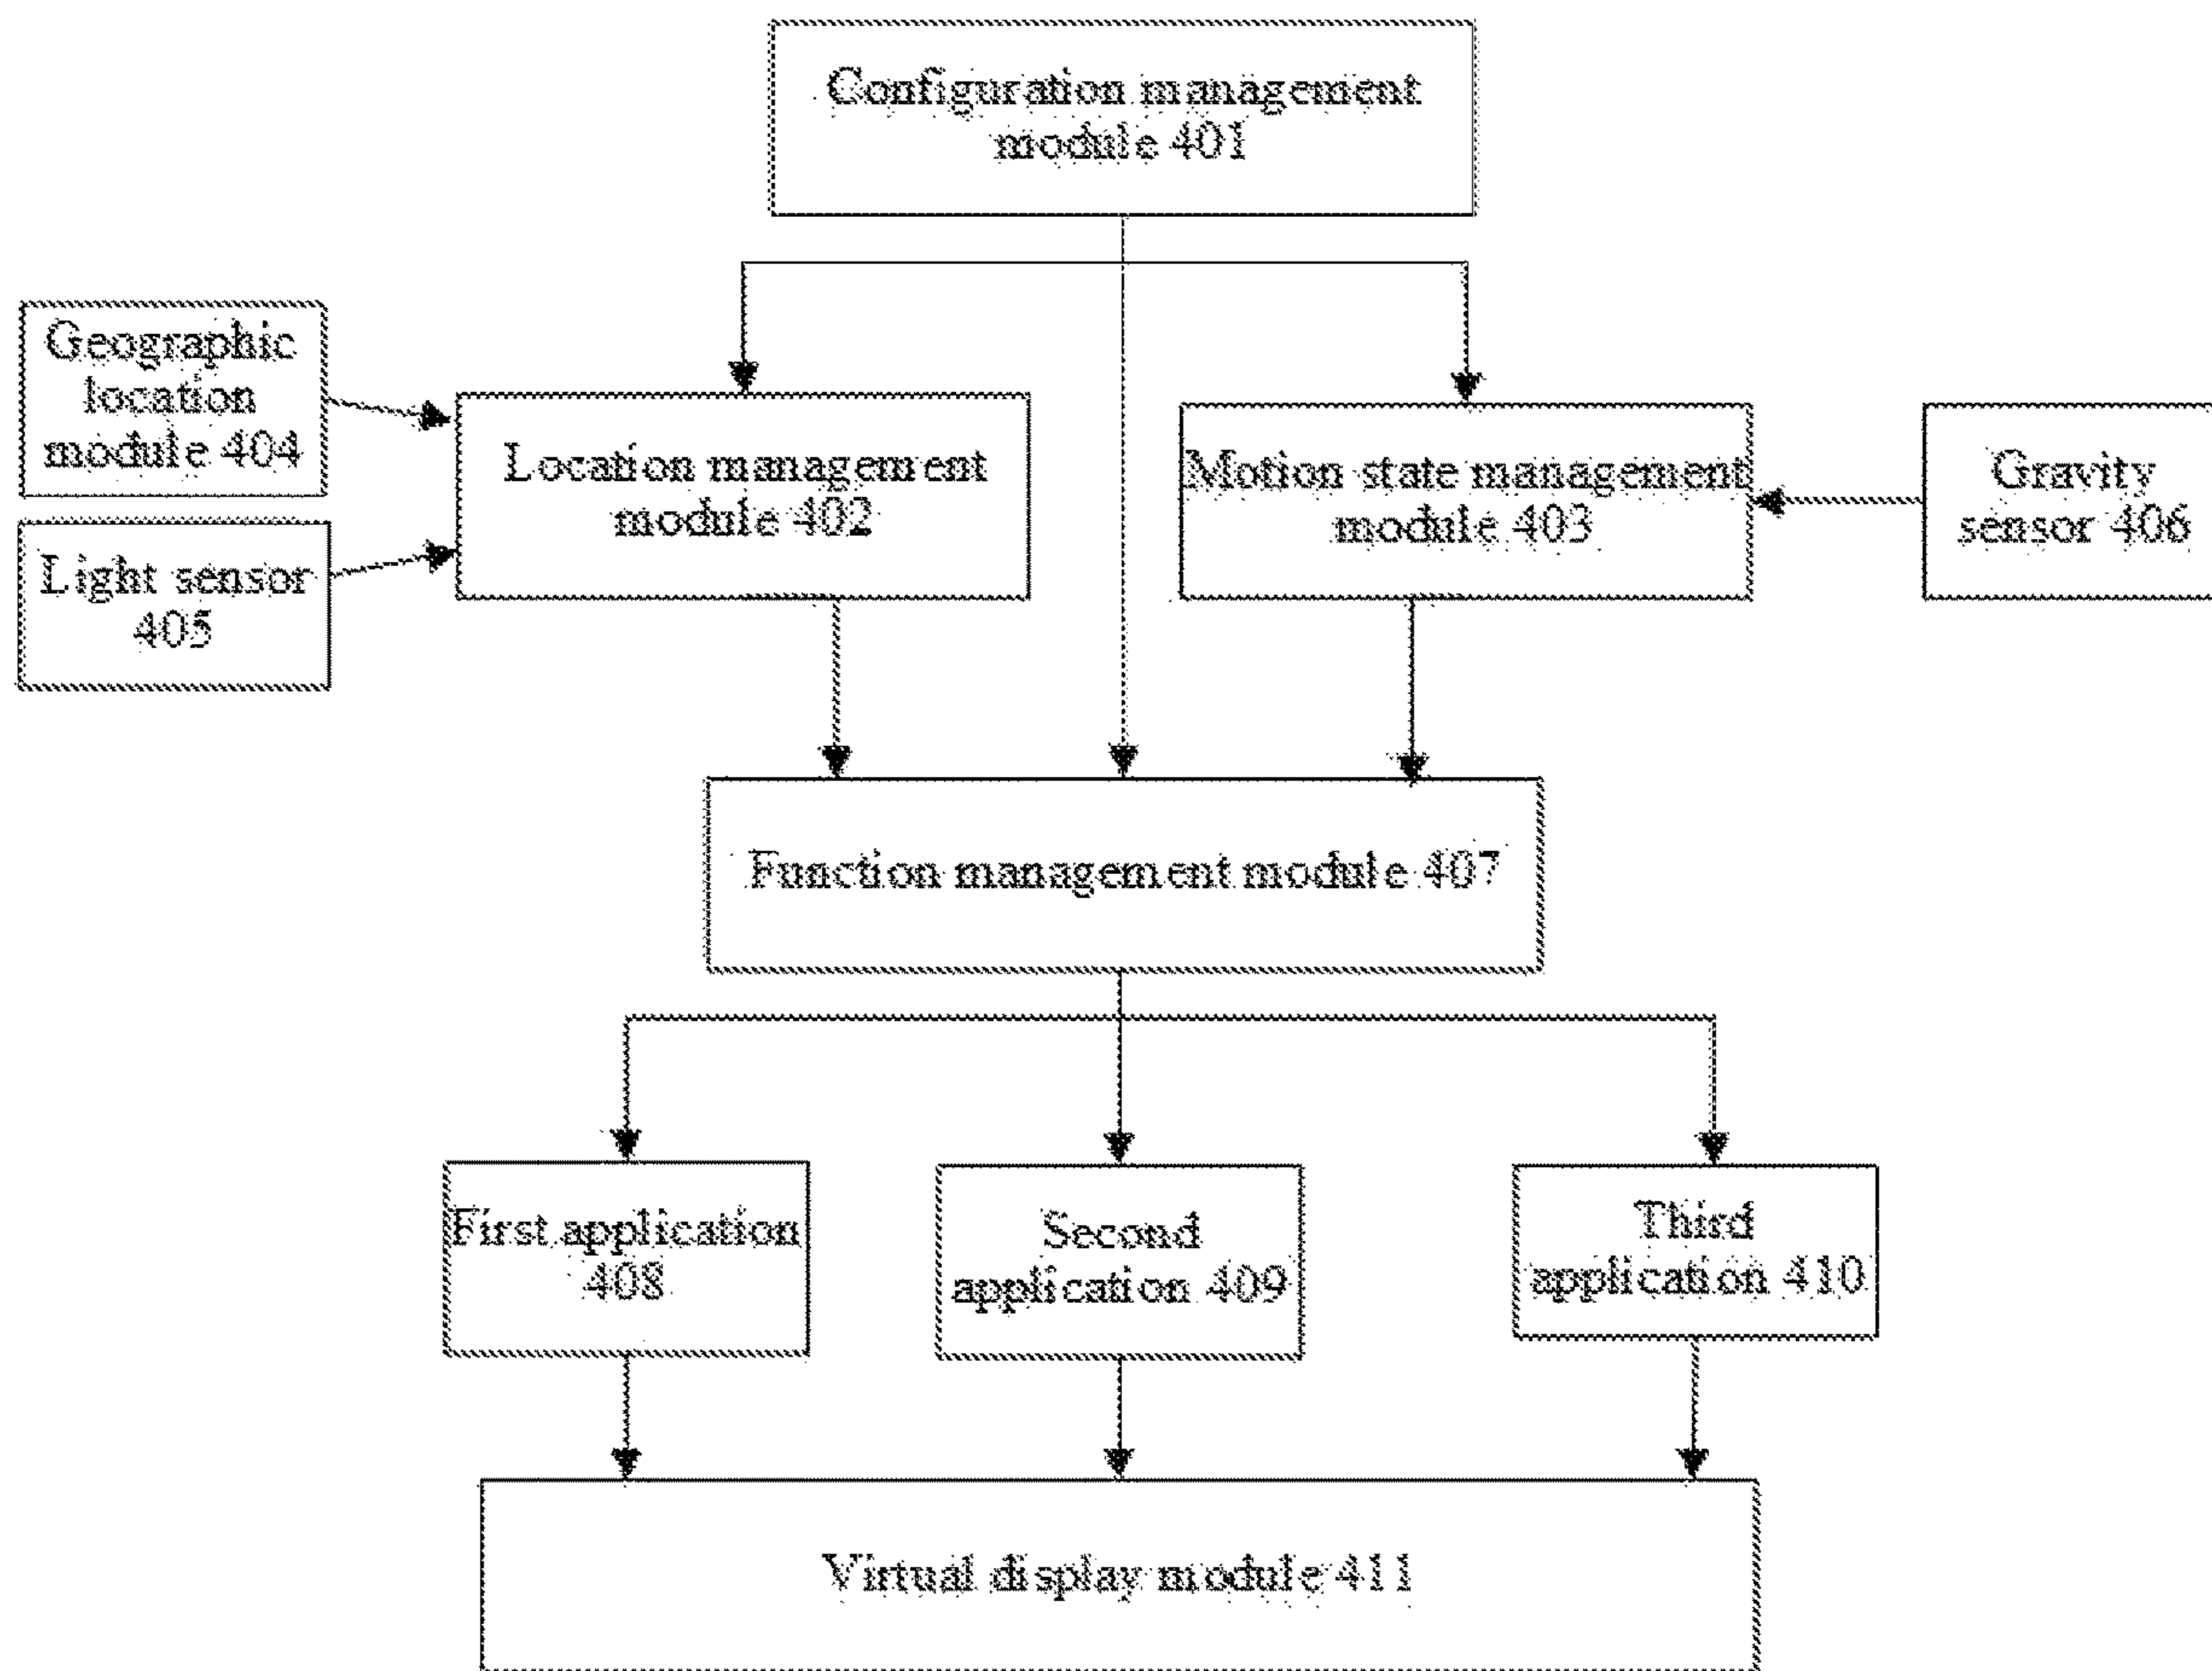 Configuration management
module 401
Geographic
location
module 404
Location management
module 402
Motion state management
module 403
Gravity
sensor 406
Light sensor
405
Function management module 407
First application
408
Second
application 409
Third
application 410
Virtual display module 411